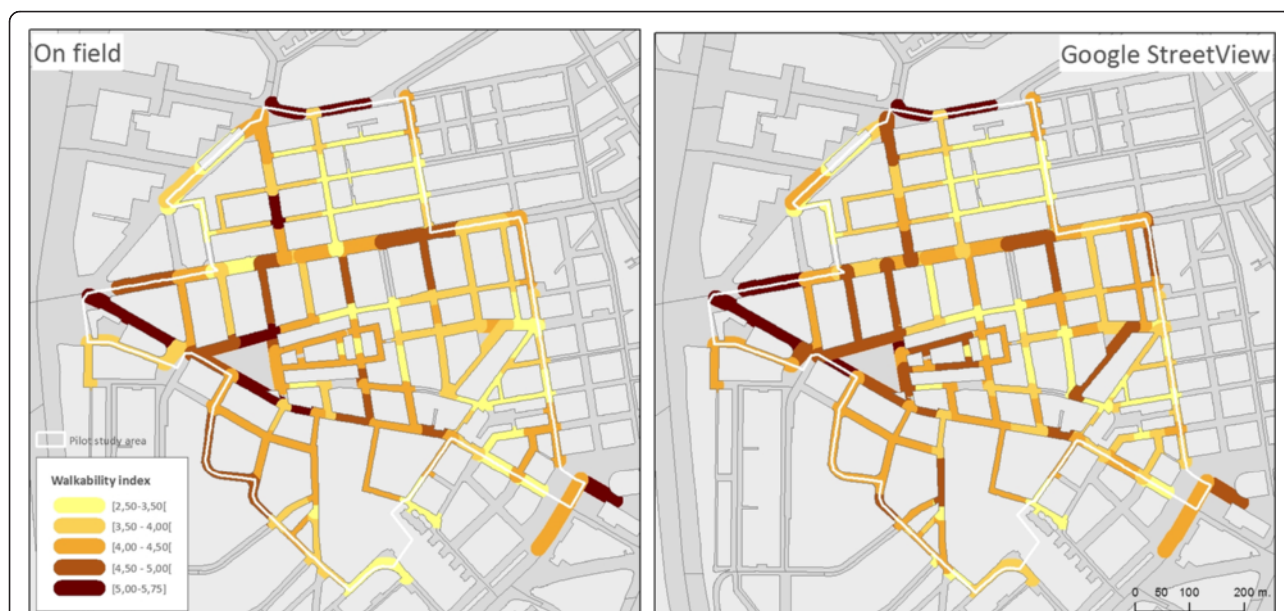 On field
Google StreetView
Pilot study area
Walkability index
[2,50-3,50[
[3,50 - 4,00[
[4,00 - 4,50[
[4,50 - 5,00[
[5,00-5,75]
0 50 100 200 m.